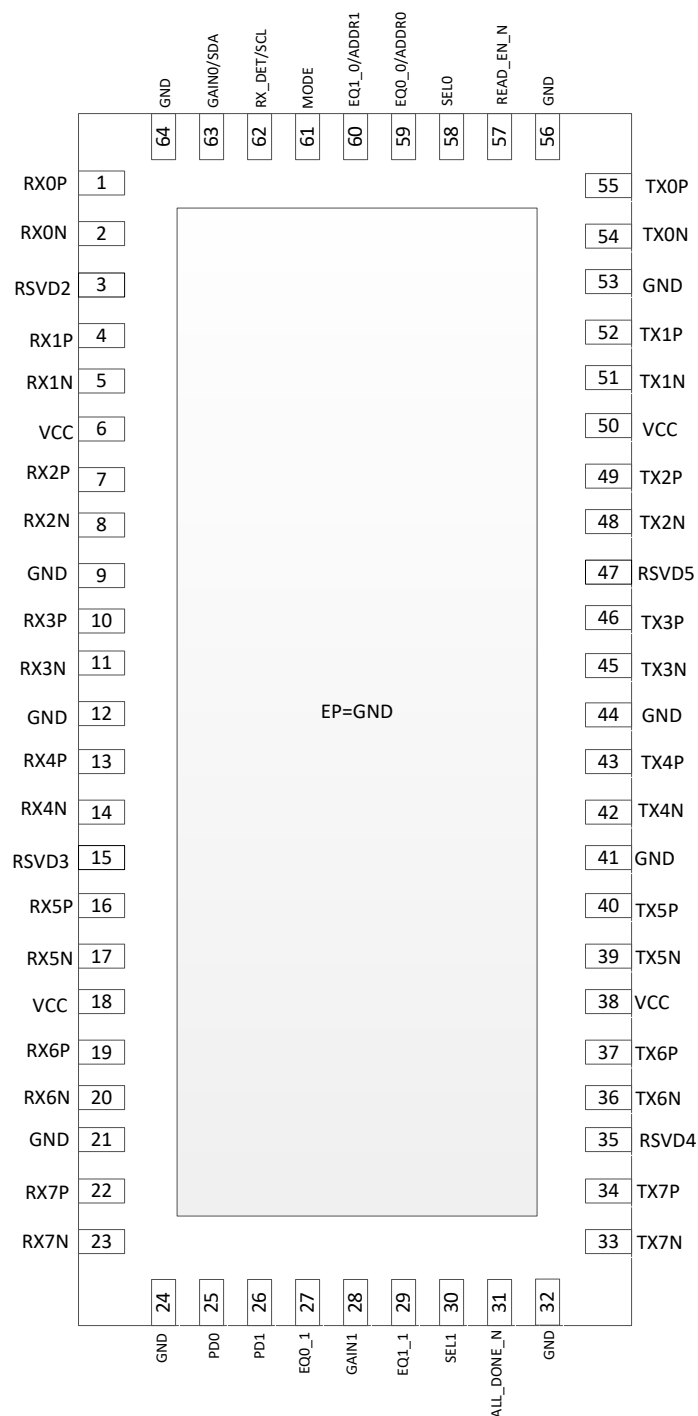 GND
GAIN0/SDA
RX_DET/SCL
MODE
EQ1_0/ADDR1
EQ0_0/ADDR0
SEL0
READ_EN_N
GND
64
63
62
61
60
59
58
57
56
RX0P 1
RX0N 2
RSVD2 3
RX1P 4
RX1N 5
VCC 6
RX2P 7
RX2N 8
GND 9
RX3P 10
RX3N 11
GND 12
RX4P 13
RX4N 14
RSVD3 15
RX5P 16
RX5N 17
VCC 18
RX6P 19
RX6N 20
GND 21
RX7P 22
RX7N 23
EP=GND
55 TX0P
54 TX0N
53 GND
52 TX1P
51 TX1N
50 VCC
49 TX2P
48 TX2N
47 RSVD5
46 TX3P
45 TX3N
44 GND
43 TX4P
42 TX4N
41 GND
40 TX5P
39 TX5N
38 VCC
37 TX6P
36 TX6N
35 RSVD4
34 TX7P
33 TX7N
24
25
26
27
28
29
30
31
32
GND
PD0
PD1
EQ0_1
GAIN1
EQ1_1
SEL1
ALL_DONE_N
GND